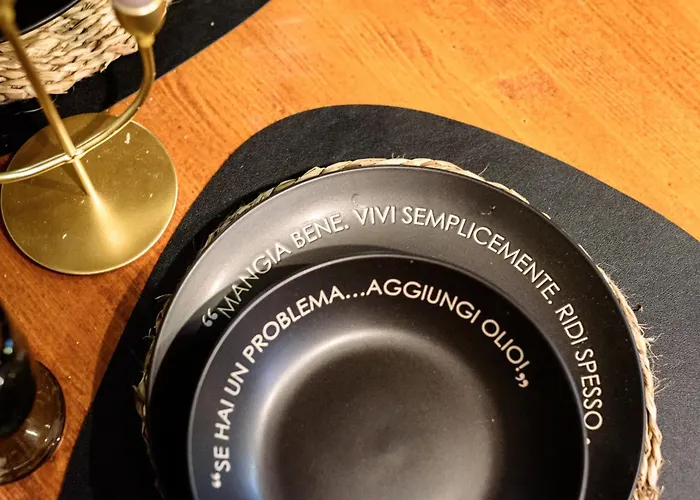 “MANGIA BENE. VIVI SEMPLICEMENTE. RIDI SPESSO.
“SE HAI UN PROBLEMA...AGGIUNGI OLIO!„